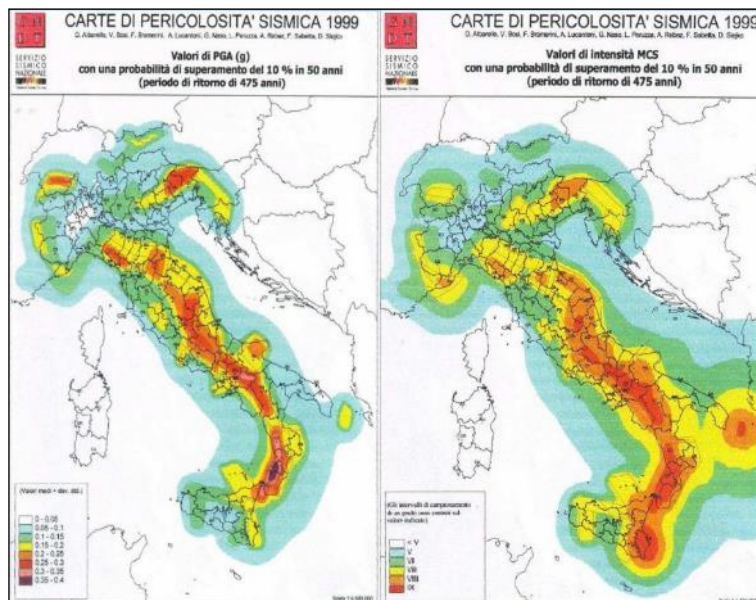 CARTE DI PERICOLOSITA' SISMICA 1999
Valori di PGA (g)
con una probabilità di superamento del 10 % in 50 anni
(periodo di ritorno di 475 anni)
SERVIZIO
SISMICO
NAZIONALE
(Valori medi + dev. std.)
0 - 0.05
0.05 - 0.1
0.1 - 0.15
0.15 - 0.2
0.2 - 0.25
0.25 - 0.3
0.3 - 0.35
0.35 - 0.4
CARTE DI PERICOLOSITA' SISMICA 1999
Valori di intensità MCS
con una probabilità di superamento del 10 % in 50 anni
(periodo di ritorno di 475 anni)
SERVIZIO
SISMICO
NAZIONALE
< V
V
VI
VII
VIII
IX